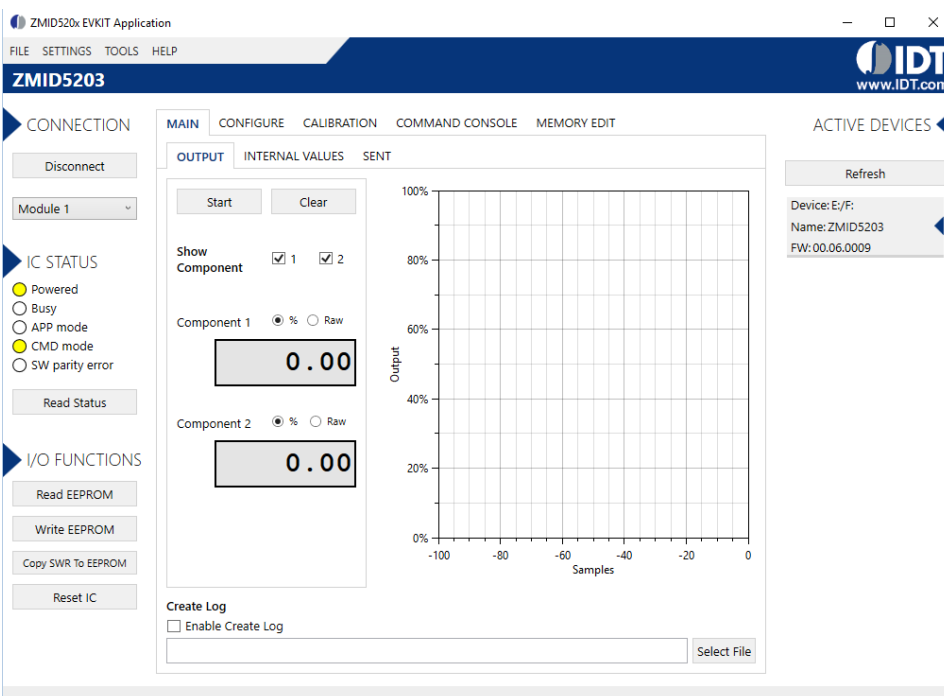 ZMID520x EVKIT Application
FILE SETTINGS TOOLS HELP
IDT
www.IDT.com
ZMID5203
CONNECTION
Disconnect
Module 1
IC STATUS
Powered
Busy
APP mode
CMD mode
SW parity error
Read Status
I/O FUNCTIONS
Read EEPROM
Write EEPROM
Copy SWR To EEPROM
Reset IC
MAIN CONFIGURE CALIBRATION COMMAND CONSOLE MEMORY EDIT
OUTPUT INTERNAL VALUES SENT
Start Clear
Show
Component
1 2
Component 1 % Raw
0.00
Component 2 % Raw
0.00
100%
80%
60%
40%
20%
0%
Output
-100 -80 -60 -40 -20 0
Samples
Create Log
Enable Create Log
Select File
ACTIVE DEVICES
Refresh
Device: E:/F:
Name: ZMID5203
FW: 00.06.0009